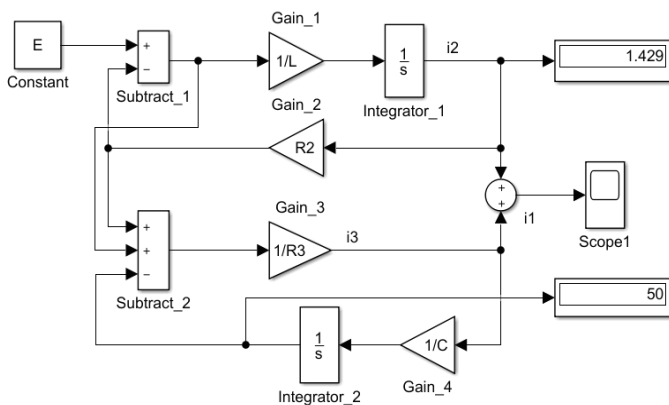 Gain_1
i2
E
+
−
1/L
1
s
1.429
Constant
Subtract_1
Gain_2
Integrator_1
R2
+
+
Gain_3
i1
+
+
−
1/R3
i3
Scope1
Subtract_2
50
1
s
1/C
Integrator_2
Gain_4